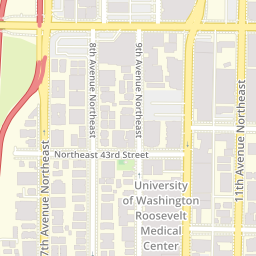 8th Avenue Northeast
9th Avenue Northeast
7th Avenue Northeast
11th Avenue Northeast
Northeast 43rd Street
University
of Washington
Roosevelt
Medical
Center